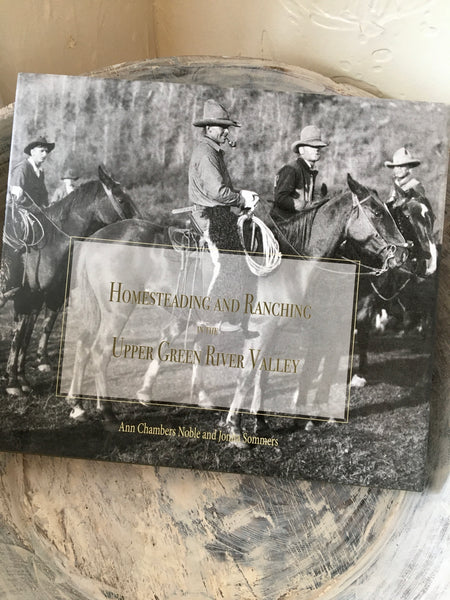 Homesteading and Ranching
in the
Upper Green River Valley
Ann Chambers Noble and Jonita Sommers